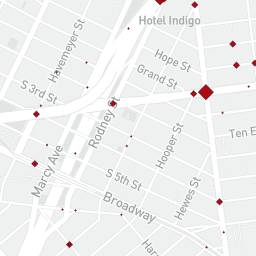 Hotel Indigo
Havemeyer St
Hope St
Grand St
S 3rd St
Rodney St
Ten E
Hooper St
Marcy Ave
S 5th St
Hewes St
Broadway
Har